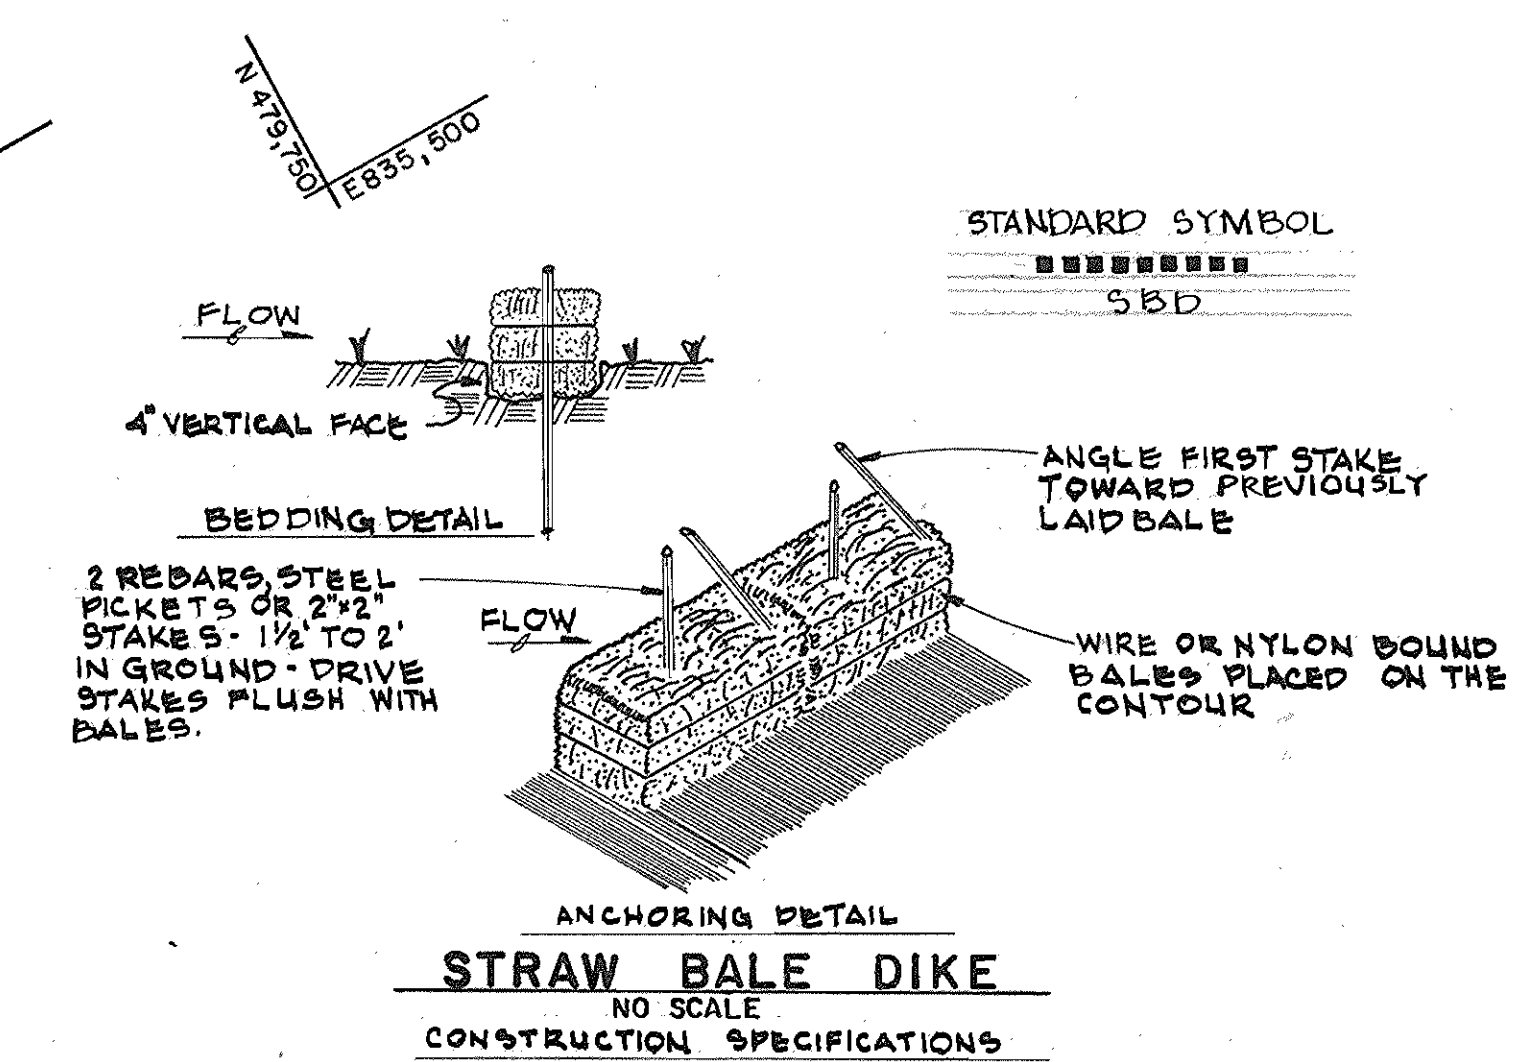 N 479,750
E 835,500
STANDARD SYMBOL
SBD
FLOW
4" VERTICAL FACE
BEDDING DETAIL
ANGLE FIRST STAKE
TOWARD PREVIOUSLY
LAID BALE
2 REBARS, STEEL
PICKETS OR 2"x2"
STAKES - 1½' TO 2'
IN GROUND - DRIVE
STAKES FLUSH WITH
BALES.
FLOW
WIRE OR NYLON BOUND
BALES PLACED ON THE
CONTOUR
ANCHORING DETAIL
STRAW BALE DIKE
NO SCALE
CONSTRUCTION SPECIFICATIONS